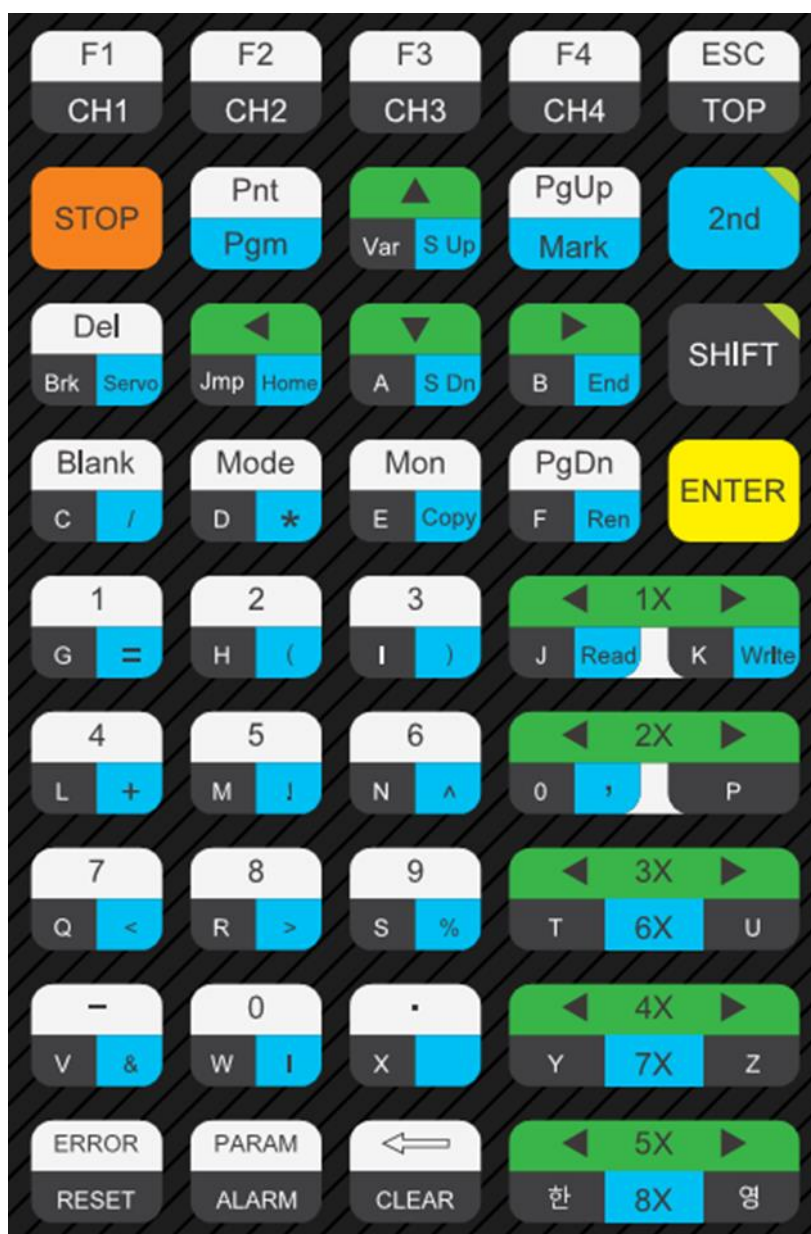 F1 F2 F3 F4 ESC
CH1 CH2 CH3 CH4 TOP
STOP Pnt ▲ PgUp 2nd
Pgm Var S Up Mark
Del ◀ ▼ ▶ SHIFT
Brk Servo Jmp Home A S Dn B End
Blank Mode Mon PgDn ENTER
C / D * E Copy F Ren
1 2 3 ◀ 1X ▶
G = H ( I ) J Read K Write
4 5 6 ◀ 2X ▶
L + M ! N ^ 0 , P
7 8 9 ◀ 3X ▶
Q < R > S % T 6X U
- 0 . ◀ 4X ▶
V & W I X Y 7X Z
ERROR PARAM ⇦ ◀ 5X ▶
RESET ALARM CLEAR 한 8X 영